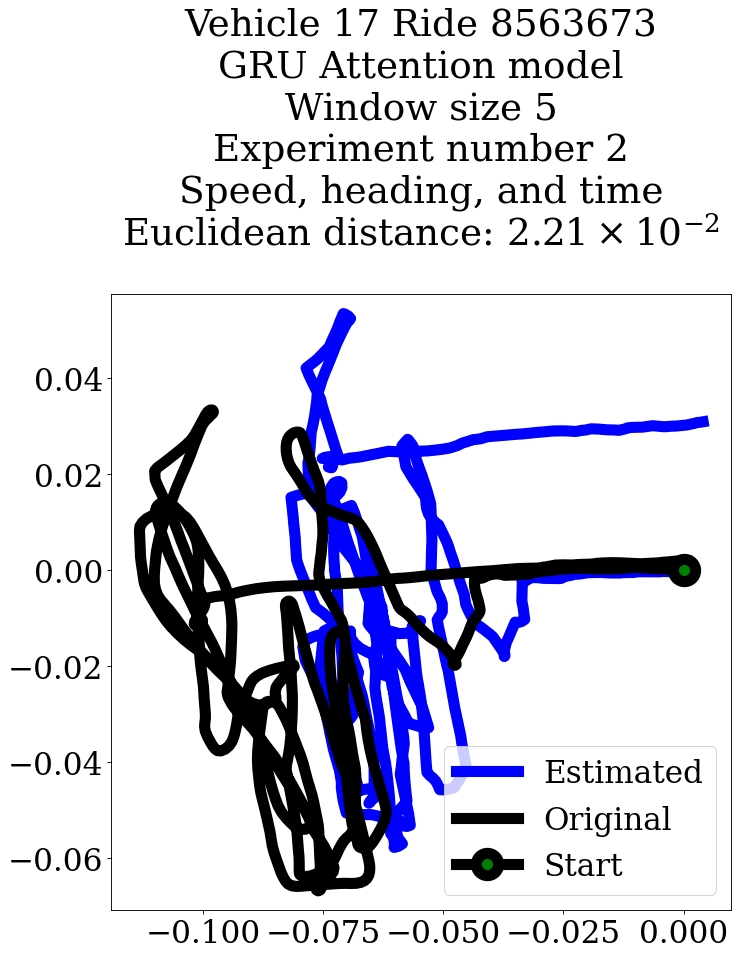 Vehicle 17 Ride 8563673
GRU Attention model
Window size 5
Experiment number 2
Speed, heading, and time
Euclidean distance: 2.21 × 10⁻²
0.04
0.02
0.00
−0.02
−0.04
−0.06
Estimated
Original
Start
−0.100 −0.075 −0.050 −0.025 0.000